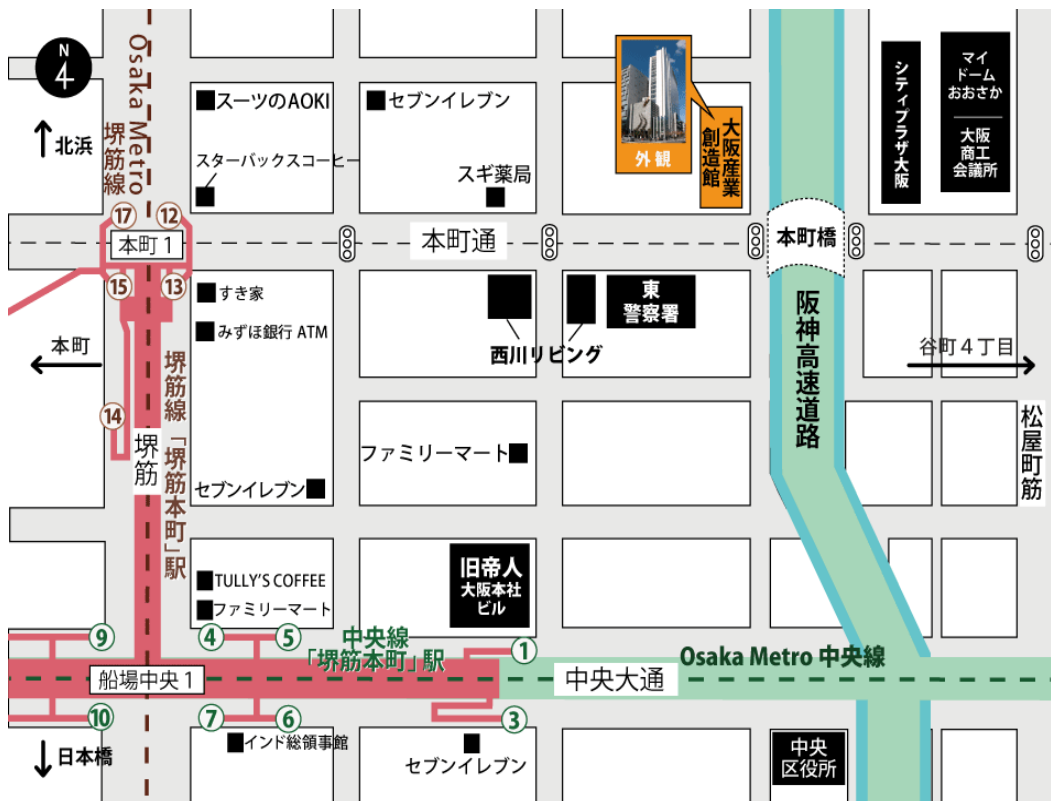 N
北浜
Osaka Metro
堺筋線
スーツのAOKI
セブンイレブン
スターバックスコーヒー
スギ薬局
外観
大阪産業
創造館
シティプラザ大阪
マイ
ドーム
おおさか
大阪
商工
会議所
17
12
本町1
本町通
本町橋
15
13
すき家
みずほ銀行 ATM
西川リビング
東
警察署
阪神高速道路
本町
谷町4丁目
14
堺筋
堺筋線「堺筋本町」駅
ファミリーマート
松屋町筋
セブンイレブン
TULLY'S COFFEE
ファミリーマート
旧帝人
大阪本社
ビル
9
4
5
中央線
「堺筋本町」駅
1
Osaka Metro 中央線
船場中央1
中央大通
10
7
6
3
日本橋
インド総領事館
セブンイレブン
中央
区役所